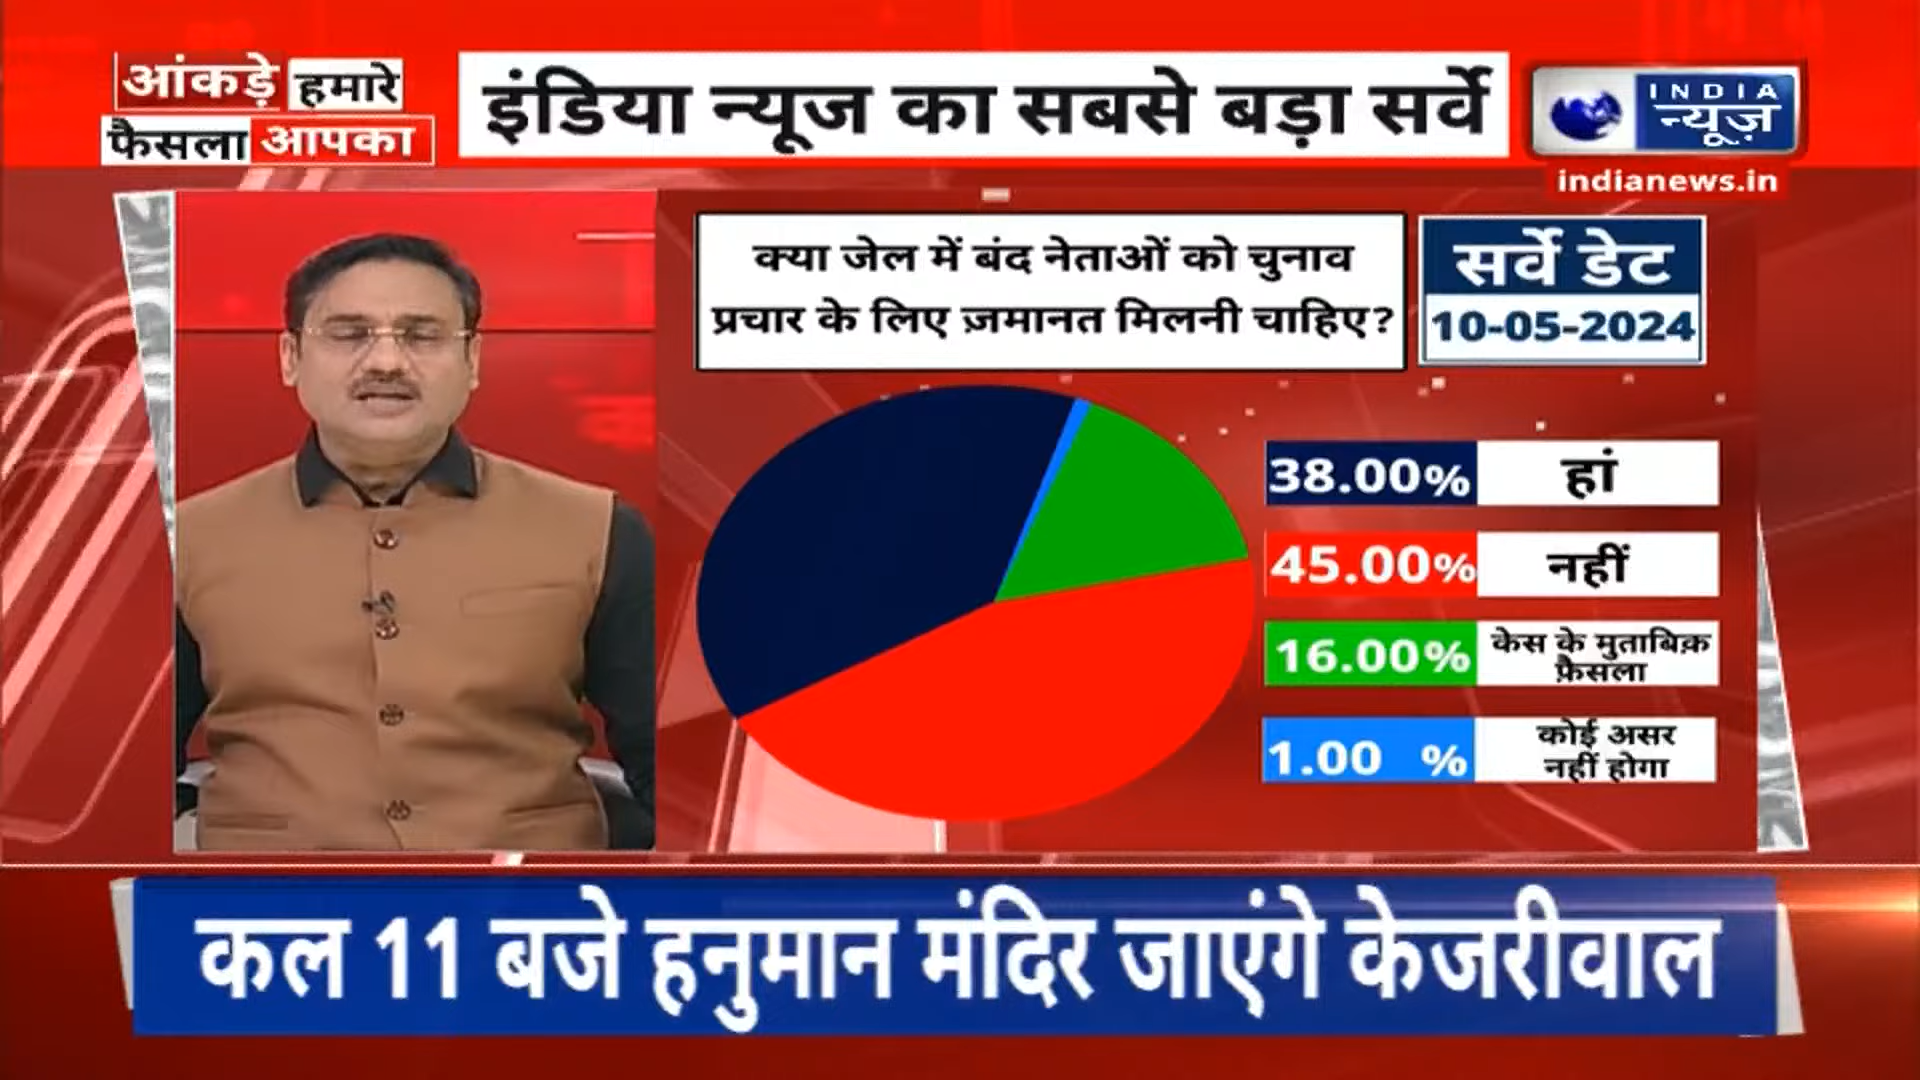 आंकड़े हमारे
फैसला आपका
इंडिया न्यूज का सबसे बड़ा सर्वे
INDIA
न्यूज़
indianews.in
क्या जेल में बंद नेताओं को चुनाव
प्रचार के लिए ज़मानत मिलनी चाहिए?
सर्वे डेट
10-05-2024
38.00% हां
45.00% नहीं
16.00% केस के मुताबिक़
फ़ैसला
1.00 % कोई असर
नहीं होगा
कल 11 बजे हनुमान मंदिर जाएंगे केजरीवाल